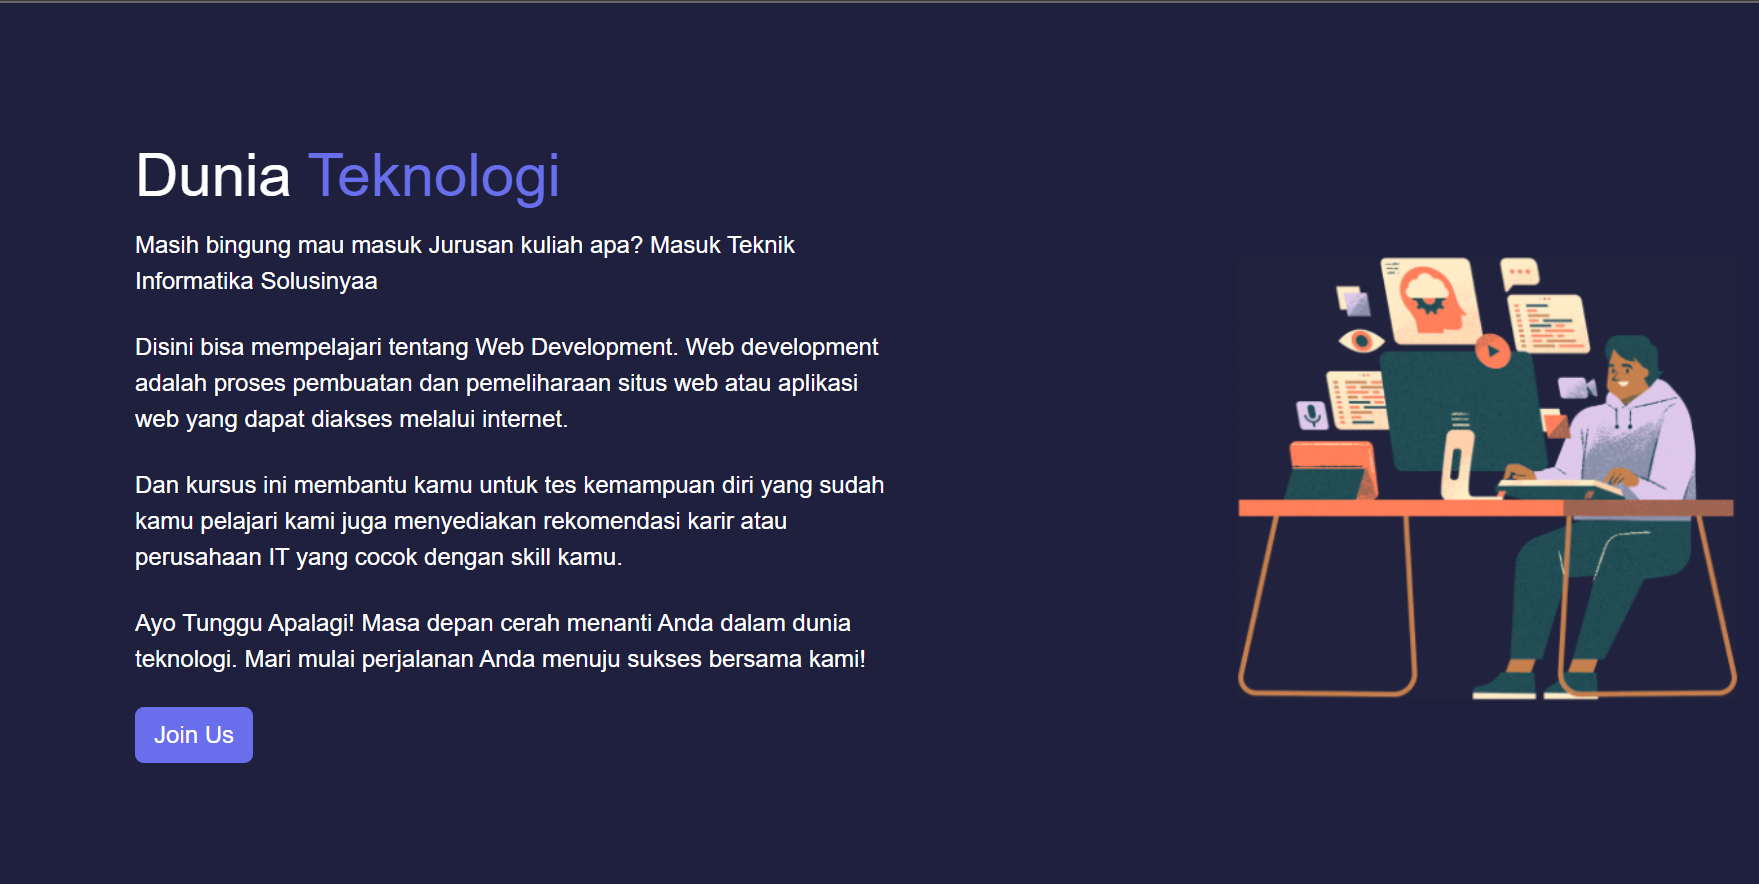 Dunia Teknologi
Masih bingung mau masuk Jurusan kuliah apa? Masuk Teknik
Informatika Solusinyaa
Disini bisa mempelajari tentang Web Development. Web development
adalah proses pembuatan dan pemeliharaan situs web atau aplikasi
web yang dapat diakses melalui internet.
Dan kursus ini membantu kamu untuk tes kemampuan diri yang sudah
kamu pelajari kami juga menyediakan rekomendasi karir atau
perusahaan IT yang cocok dengan skill kamu.
Ayo Tunggu Apalagi! Masa depan cerah menanti Anda dalam dunia
teknologi. Mari mulai perjalanan Anda menuju sukses bersama kami!
Join Us